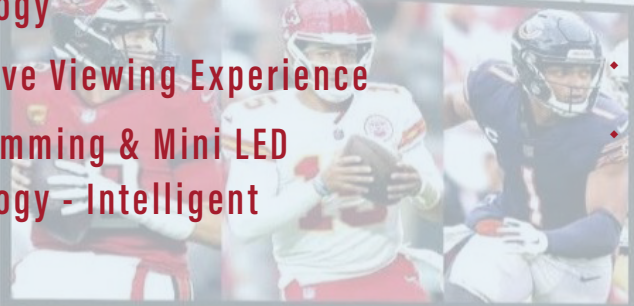 ogy
ve Viewing Experience
mming & Mini LED
ogy - Intelligent